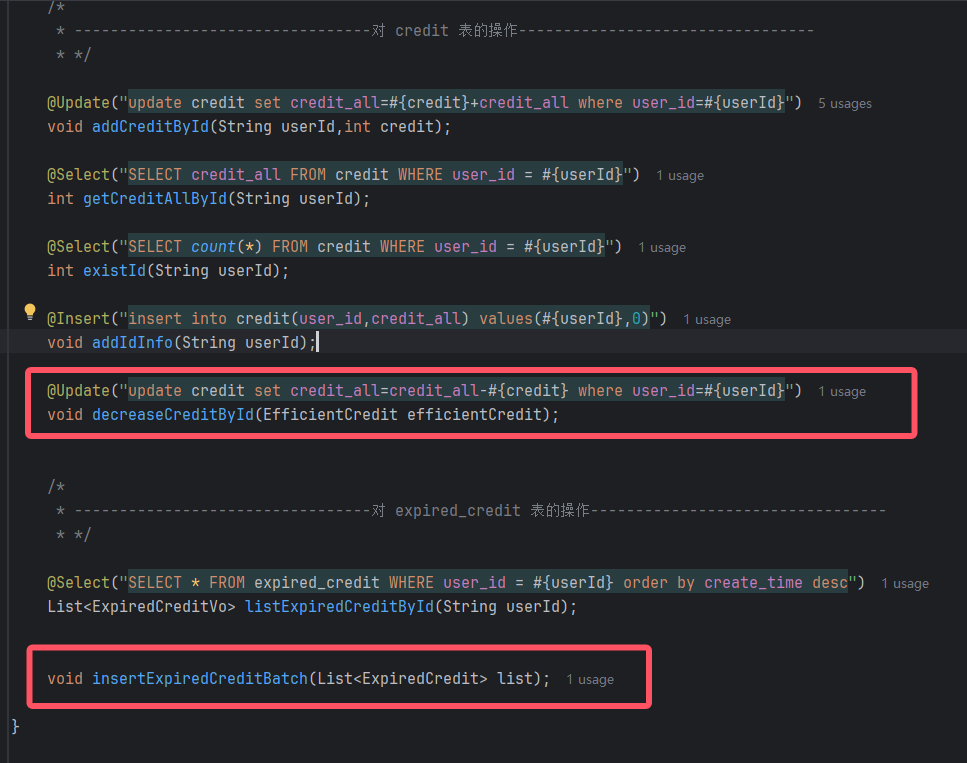 /*
* ---------------------------------对 credit 表的操作---------------------------------
* */
@Update("update credit set credit_all=#{credit}+credit_all where user_id=#{userId}") 5 usages
void addCreditById(String userId,int credit);
@Select("SELECT credit_all FROM credit WHERE user_id = #{userId}") 1 usage
int getCreditAllById(String userId);
@Select("SELECT count(*) FROM credit WHERE user_id = #{userId}") 1 usage
int existId(String userId);
@Insert("insert into credit(user_id,credit_all) values(#{userId},0)") 1 usage
void addIdInfo(String userId);
@Update("update credit set credit_all=credit_all-#{credit} where user_id=#{userId}") 1 usage
void decreaseCreditById(EfficientCredit efficientCredit);
/*
* ---------------------------------对 expired_credit 表的操作---------------------------------
* */
@Select("SELECT * FROM expired_credit WHERE user_id = #{userId} order by create_time desc") 1 usage
List<ExpiredCreditVo> listExpiredCreditById(String userId);
void insertExpiredCreditBatch(List<ExpiredCredit> list); 1 usage
}